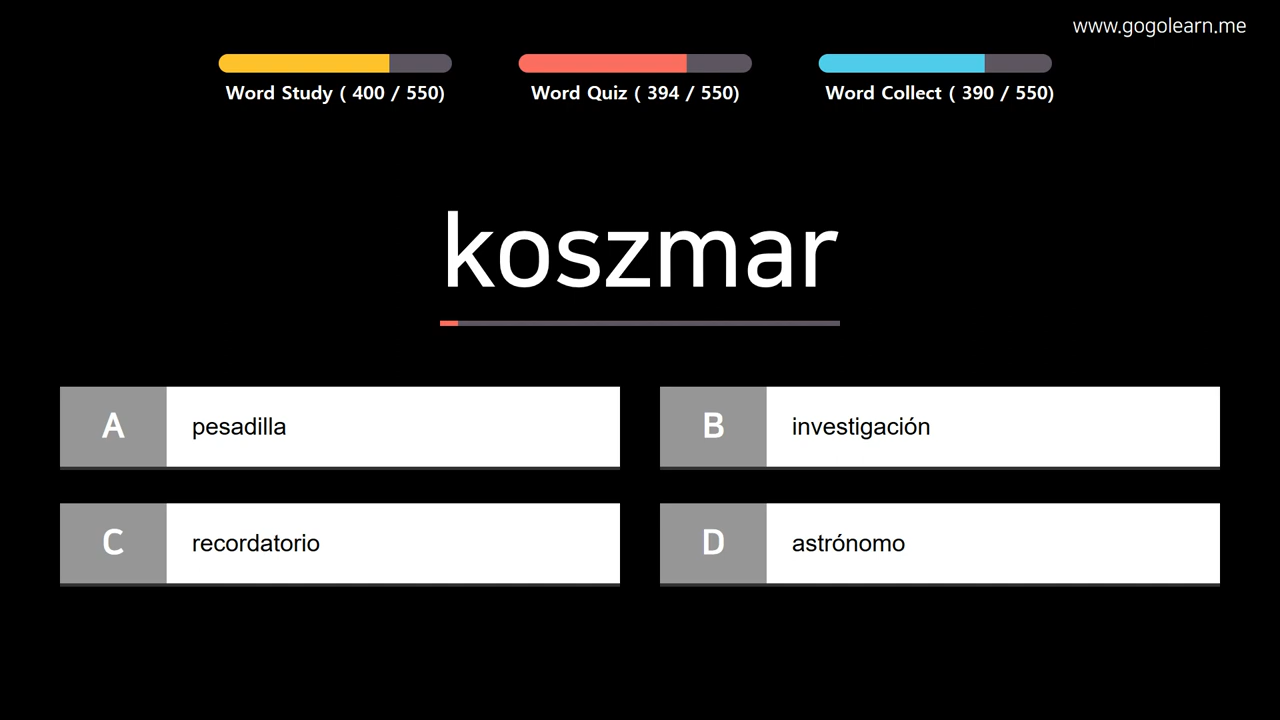 www.gogolearn.me
Word Study ( 400 / 550)
Word Quiz ( 394 / 550)
Word Collect ( 390 / 550)
koszmar
A pesadilla
B investigación
C recordatorio
D astrónomo